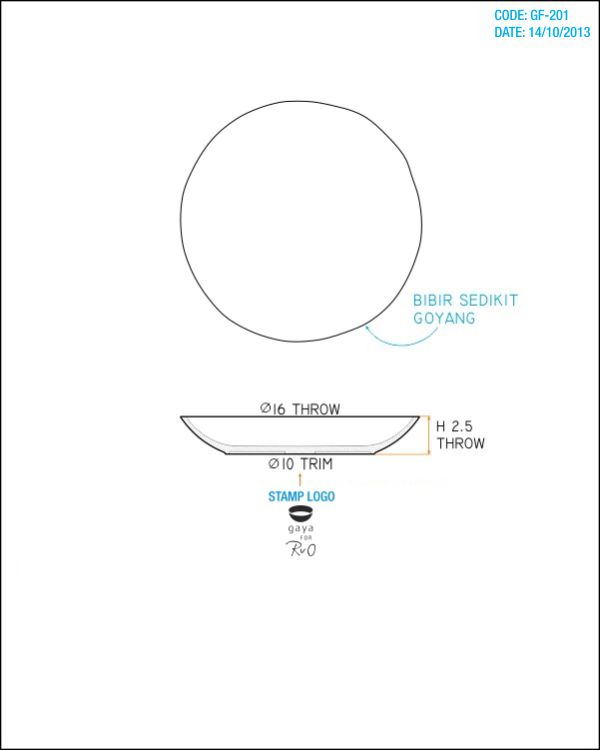 CODE: GF-201
DATE: 14/10/2013
BIBIR SEDIKIT
GOYANG
Ø16 THROW
H 2.5
THROW
Ø10 TRIM
STAMP LOGO
gaya
FOR
RvO